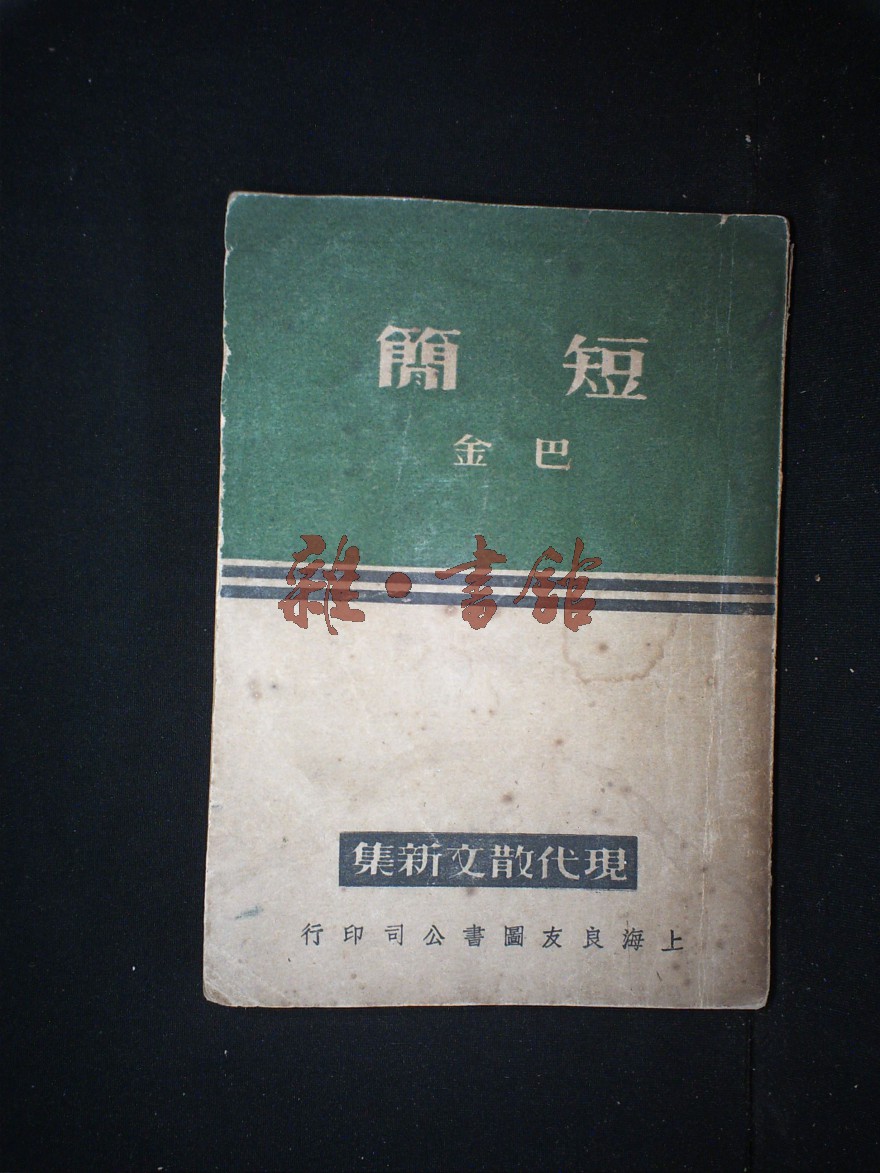 短簡
巴金
雜·書館
現代散文新集
上海良友圖書公司印行